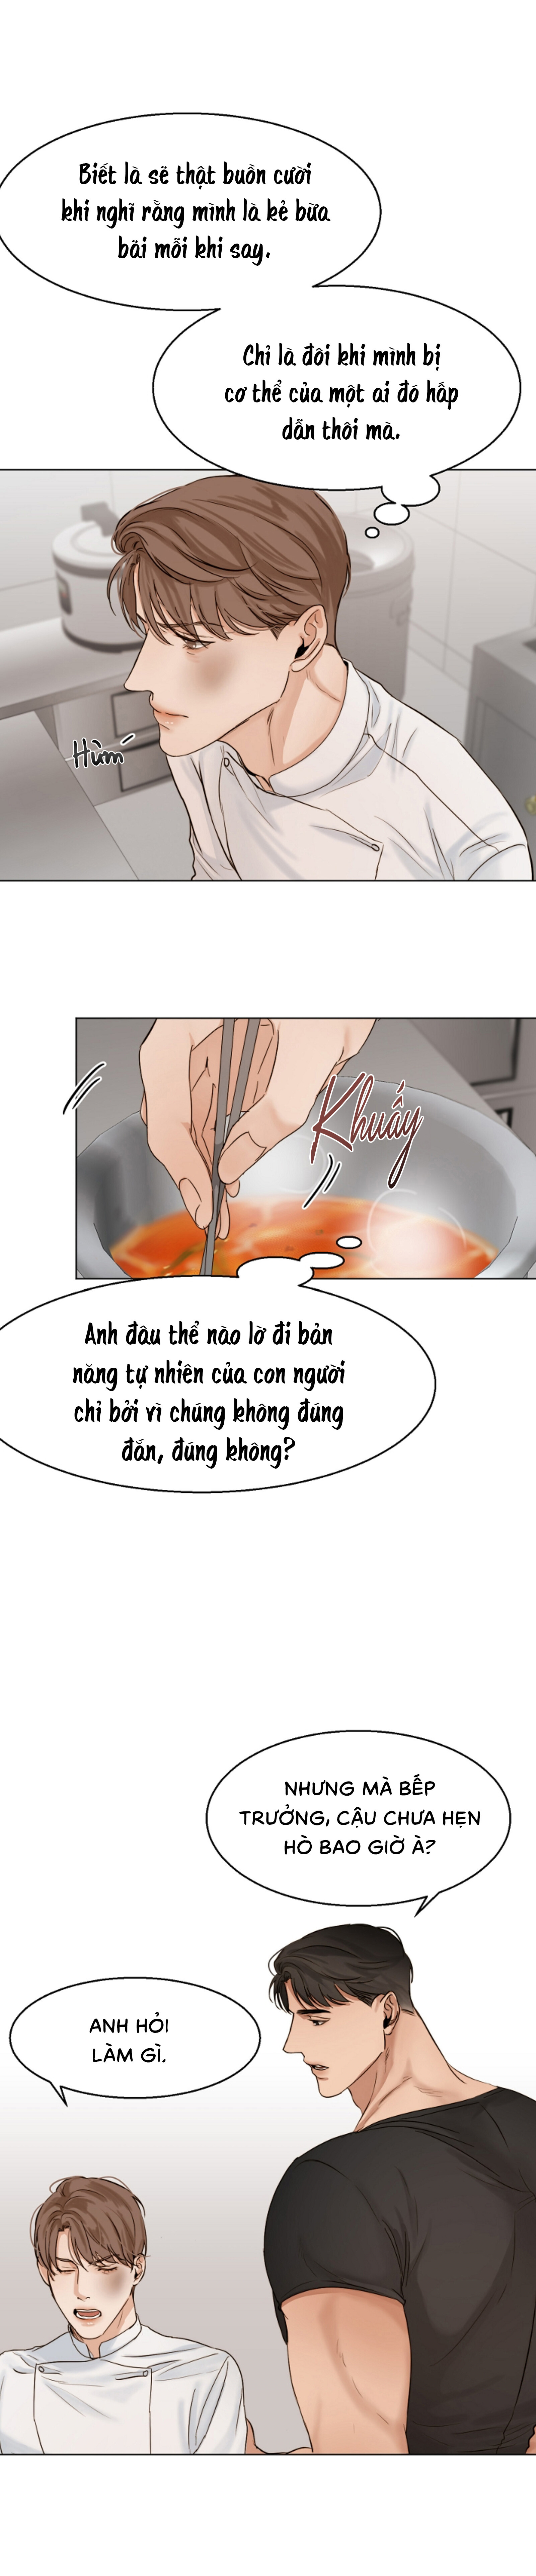 Biết là sẽ thật buồn cười
khi nghĩ rằng mình là kẻ bừa
bãi mỗi khi say.
Chỉ là đôi khi mình bị
cơ thể của một ai đó hấp
dẫn thôi mà.
Hừm
Khuấy
Anh đâu thể nào lờ đi bản
năng tự nhiên của con người
chỉ bởi vì chúng không đúng
đắn, đúng không?
NHƯNG MÀ BẾP
TRƯỞNG, CẬU CHƯA HẸN
HÒ BAO GIỜ À?
ANH HỎI
LÀM GÌ.